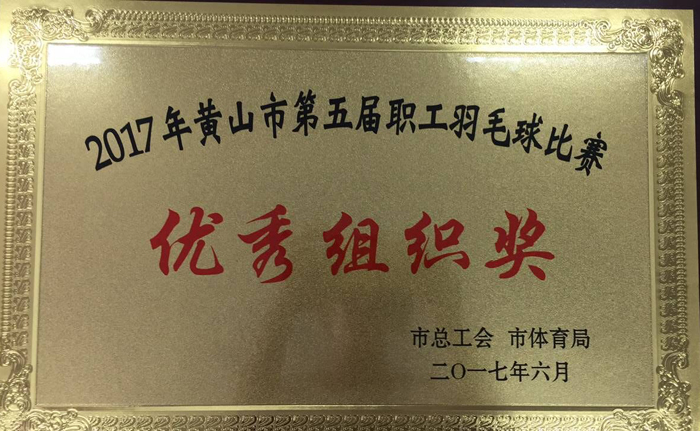 2017年黄山市第五届职工羽毛球比赛
优秀组织奖
市总工会 市体育局
二〇一七年六月